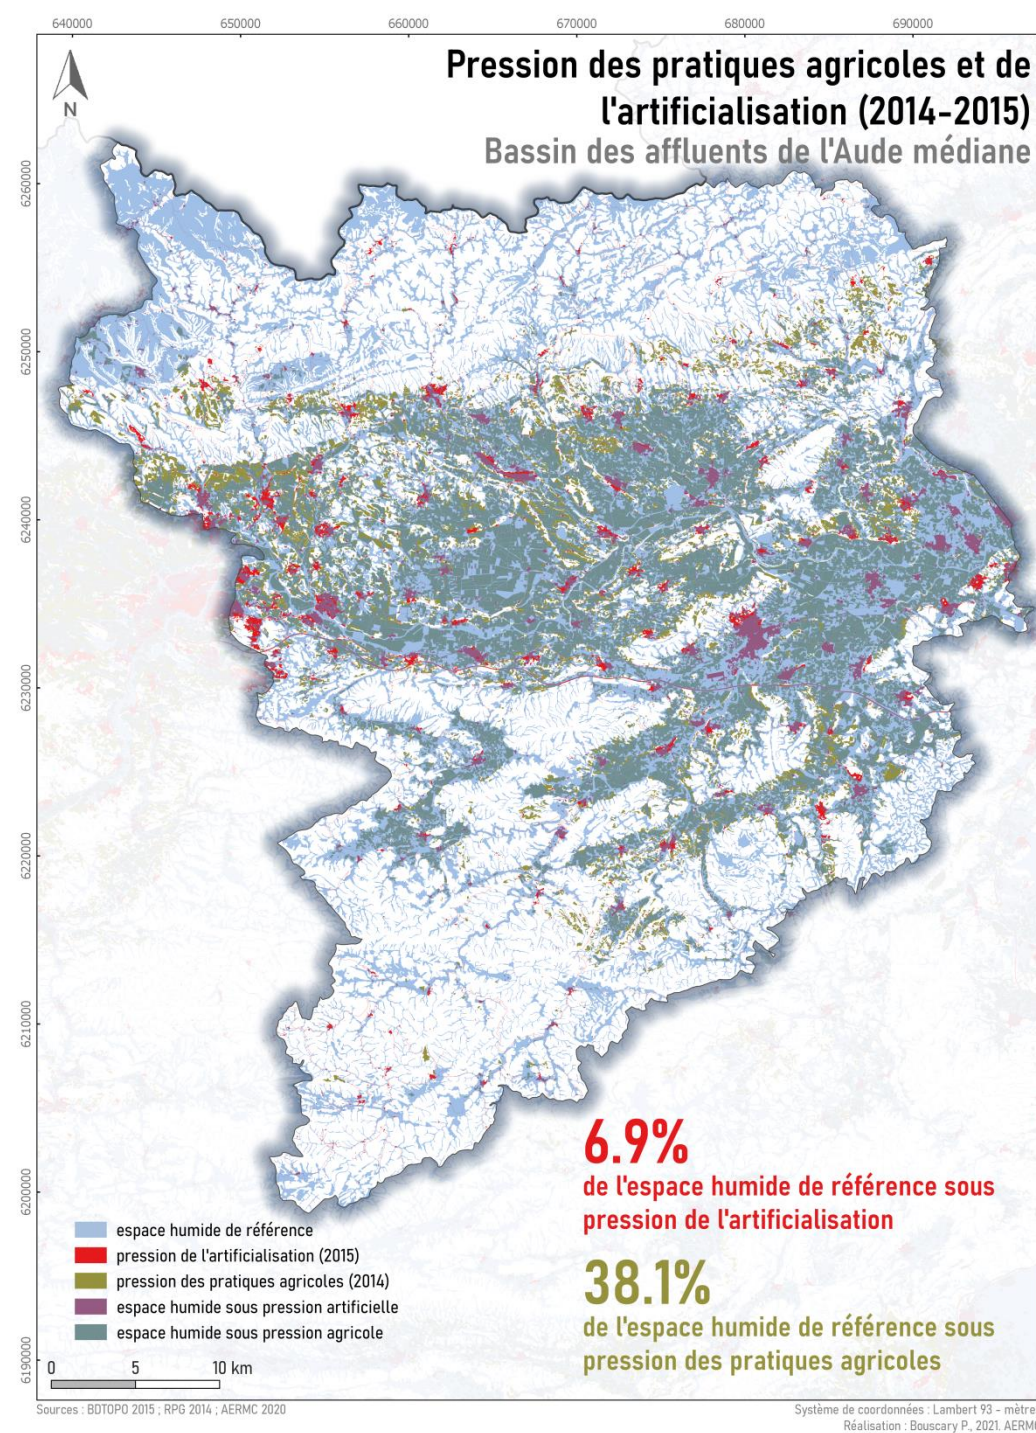 640000
650000
660000
670000
680000
690000
Pression des pratiques agricoles et de
l'artificialisation (2014-2015)
Bassin des affluents de l'Aude médiane
N
6260000
6250000
6240000
6230000
6220000
6210000
6200000
6190000
6.9%
de l'espace humide de référence sous
pression de l'artificialisation
38.1%
de l'espace humide de référence sous
pression des pratiques agricoles
espace humide de référence
pression de l'artificialisation (2015)
pression des pratiques agricoles (2014)
espace humide sous pression artificielle
espace humide sous pression agricole
0 5 10 km
Sources : BDTOPO 2015 ; RPG 2014 ; AERMC 2020
Système de coordonnées : Lambert 93 - mètre
Réalisation : Bouscary P., 2021. AERM